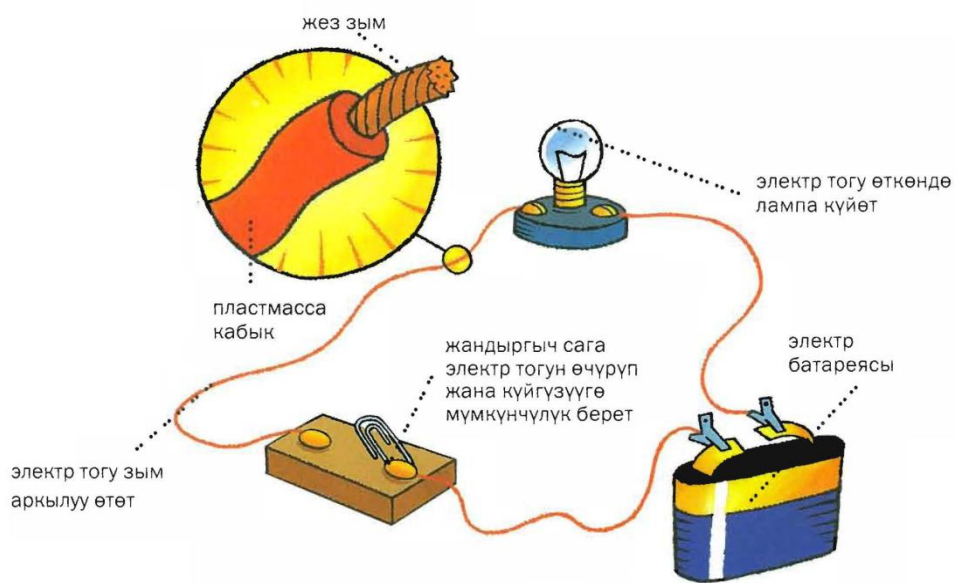 жез зым
электр тогу өткөндө
лампа күйөт
пластмасса
кабык
жандыргыч сага
электр тогун өчүрүп
жана күйгүзүүгө
мүмкүнчүлүк берет
электр
батареясы
электр тогу зым
аркылуу өтөт